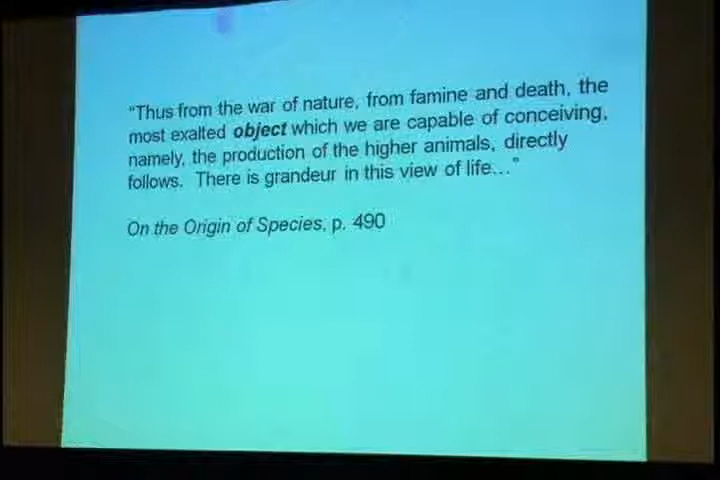 "Thus from the war of nature, from famine and death, the
most exalted object which we are capable of conceiving,
namely, the production of the higher animals, directly
follows. There is grandeur in this view of life..."
On the Origin of Species, p. 490